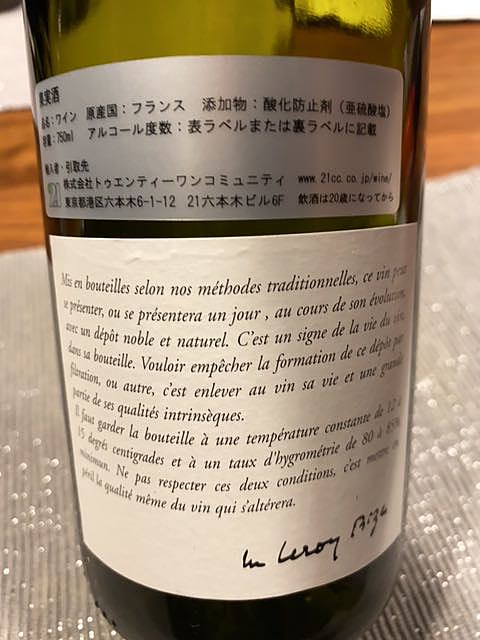 果実酒
品名：ワイン 原産国：フランス 添加物：酸化防止剤（亜硫酸塩）
容量：750ml アルコール度数：表ラベルまたは裏ラベルに記載
輸入者・引取先
株式会社トゥエンティーワンコミュニティ www.21cc.co.jp/wine/
東京都港区六本木6-1-12 21六本木ビル6F 飲酒は20歳になってから
Mis en bouteilles selon nos méthodes traditionnelles, ce vin peut
se présenter, ou se présentera un jour, au cours de son évolution,
avec un dépôt noble et naturel. C'est un signe de la vie du vin,
dans sa bouteille. Vouloir empêcher la formation de ce dépôt par
filtration, ou autre, c'est enlever au vin sa vie et une grande
partie de ses qualités intrinsèques.
Il faut garder la bouteille à une température constante de 12 à
15 degrés centigrades et à un taux d'hygrométrie de 80 à 85%
minimum. Ne pas respecter ces deux conditions, c'est mettre en
péril la qualité même du vin qui s'altérera.
Leroy Bize